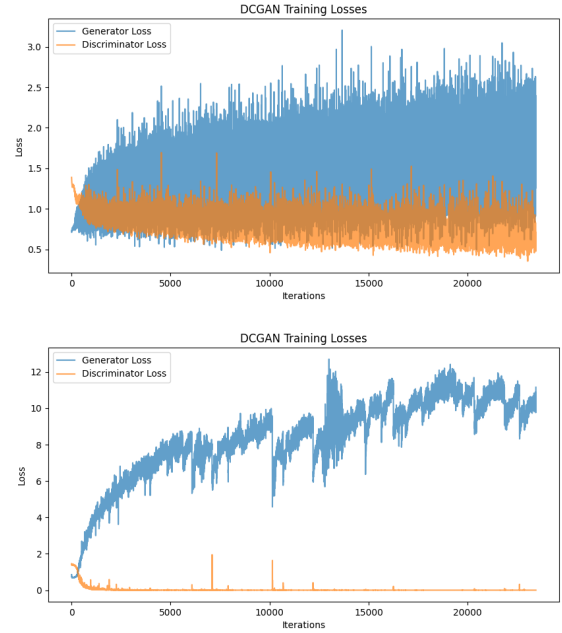 DCGAN Training Losses
Generator Loss
Discriminator Loss
3.0
2.5
2.0
1.5
1.0
0.5
Loss
0 5000 10000 15000 20000
Iterations
DCGAN Training Losses
Generator Loss
Discriminator Loss
12
10
8
6
4
2
0
Loss
0 5000 10000 15000 20000
Iterations